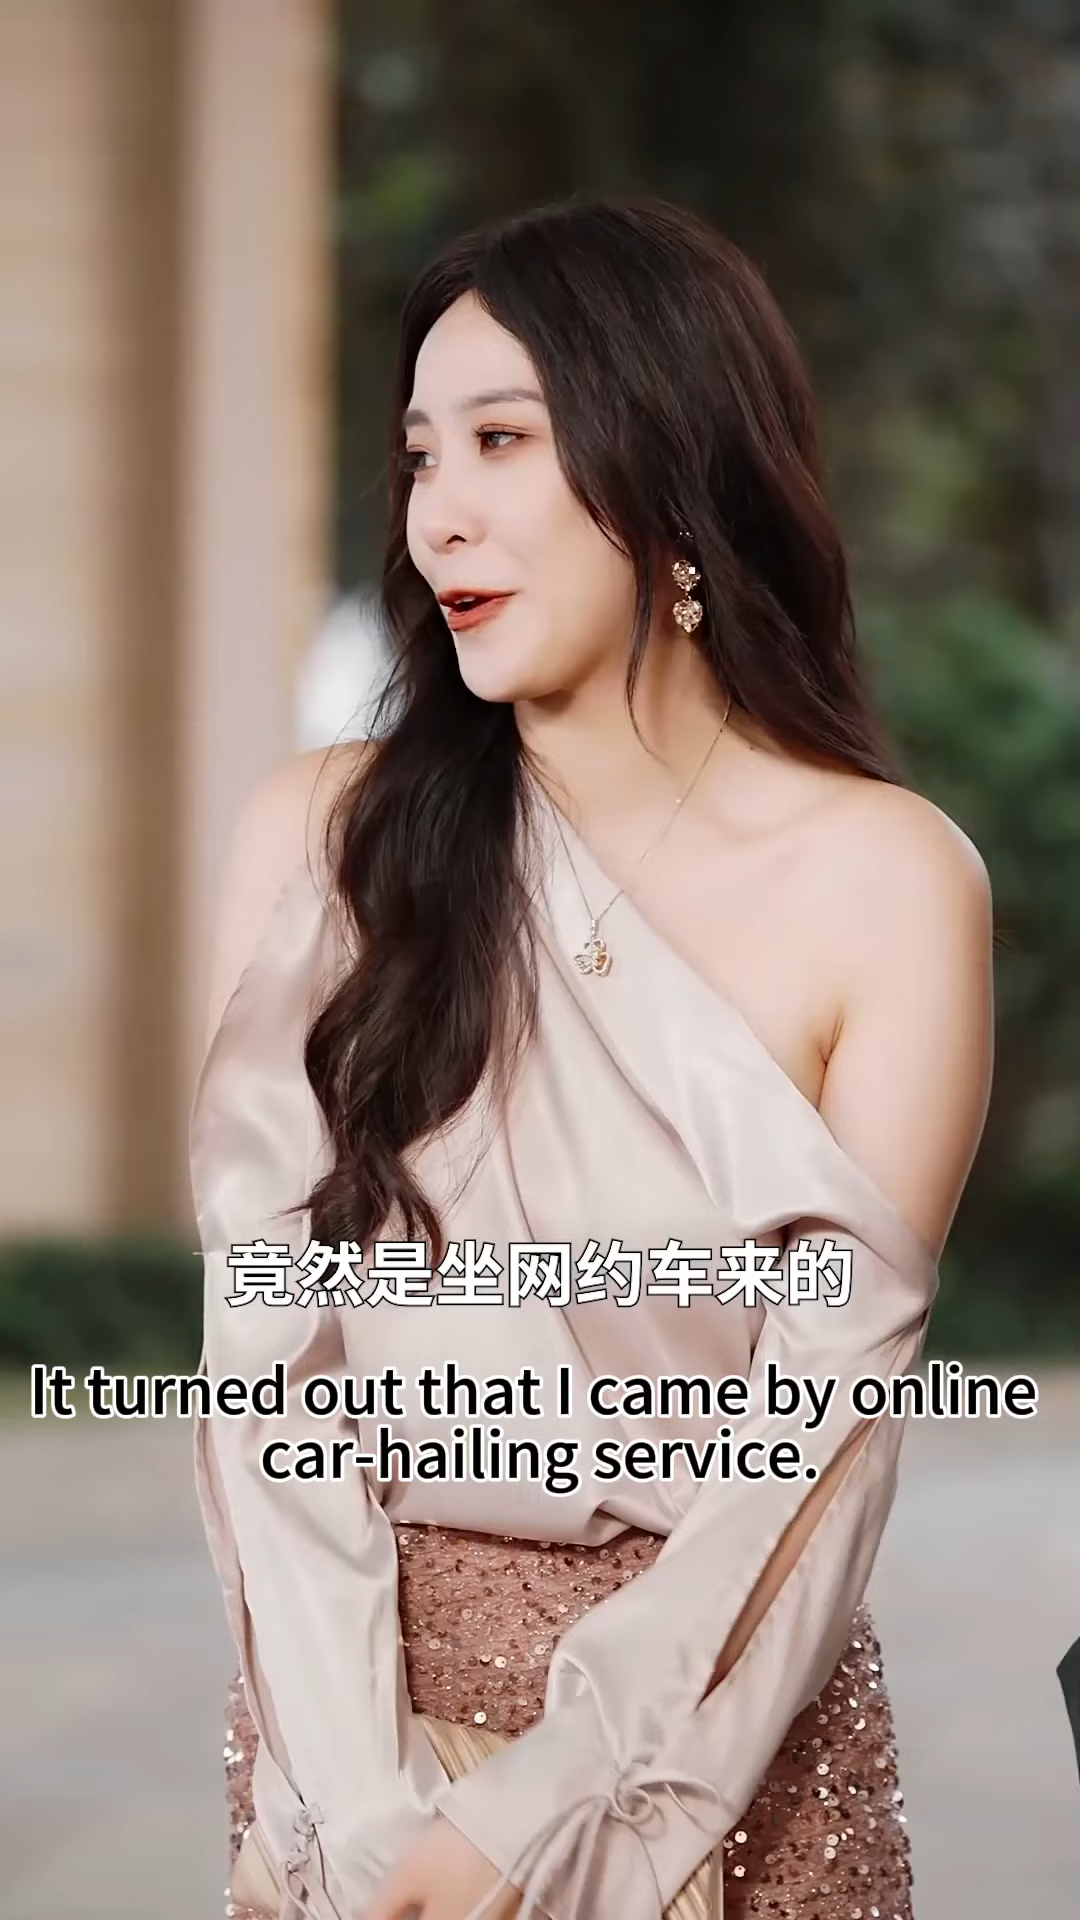 竟然是坐网约车来的
It turned out that I came by online
car-hailing service.